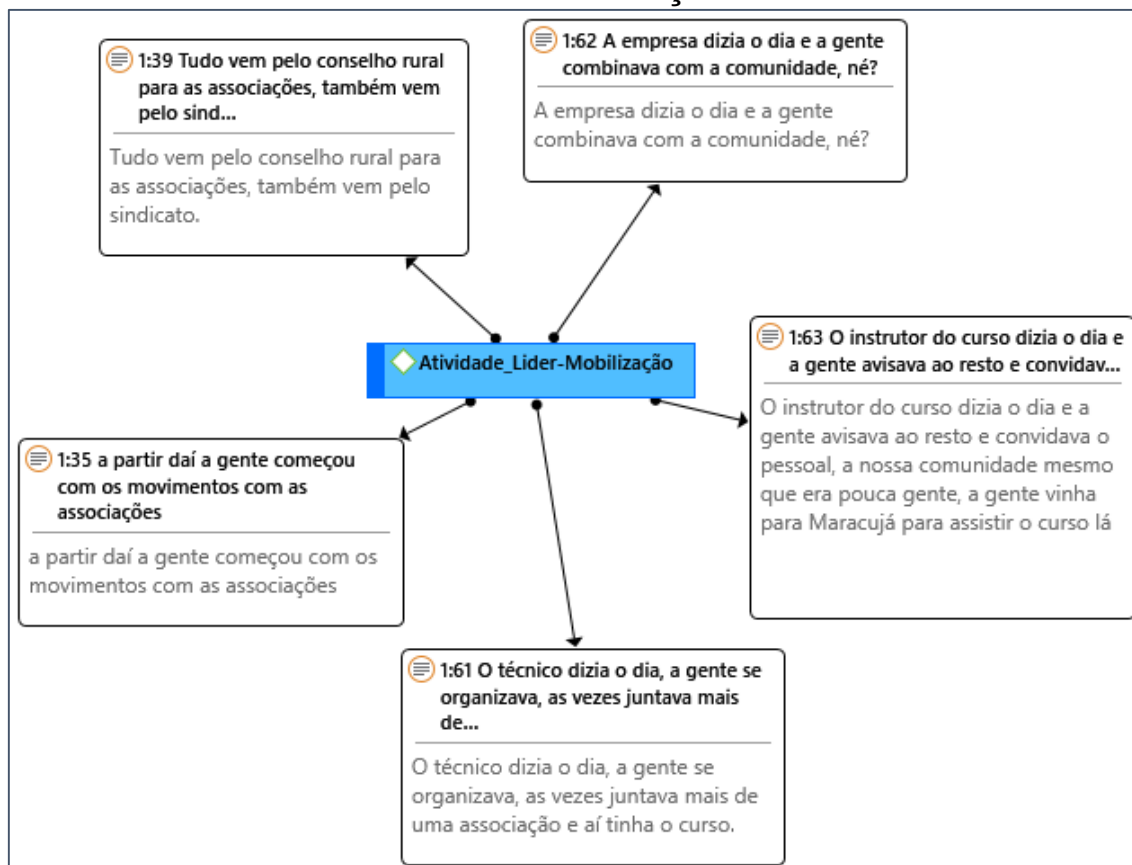 1:39 Tudo vem pelo conselho rural
para as associações, também vem
pelo sind...
Tudo vem pelo conselho rural para
as associações, também vem pelo
sindicato.
1:62 A empresa dizia o dia e a gente
combinava com a comunidade, né?
A empresa dizia o dia e a gente
combinava com a comunidade, né?
Atividade_Lider-Mobilização
1:63 O instrutor do curso dizia o dia e
a gente avisava ao resto e convidav...
O instrutor do curso dizia o dia e a
gente avisava ao resto e convidava o
pessoal, a nossa comunidade mesmo
que era pouca gente, a gente vinha
para Maracujá para assistir o curso lá
1:35 a partir daí a gente começou
com os movimentos com as
associações
a partir daí a gente começou com os
movimentos com as associações
1:61 O técnico dizia o dia, a gente se
organizava, as vezes juntava mais
de...
O técnico dizia o dia, a gente se
organizava, as vezes juntava mais de
uma associação e aí tinha o curso.